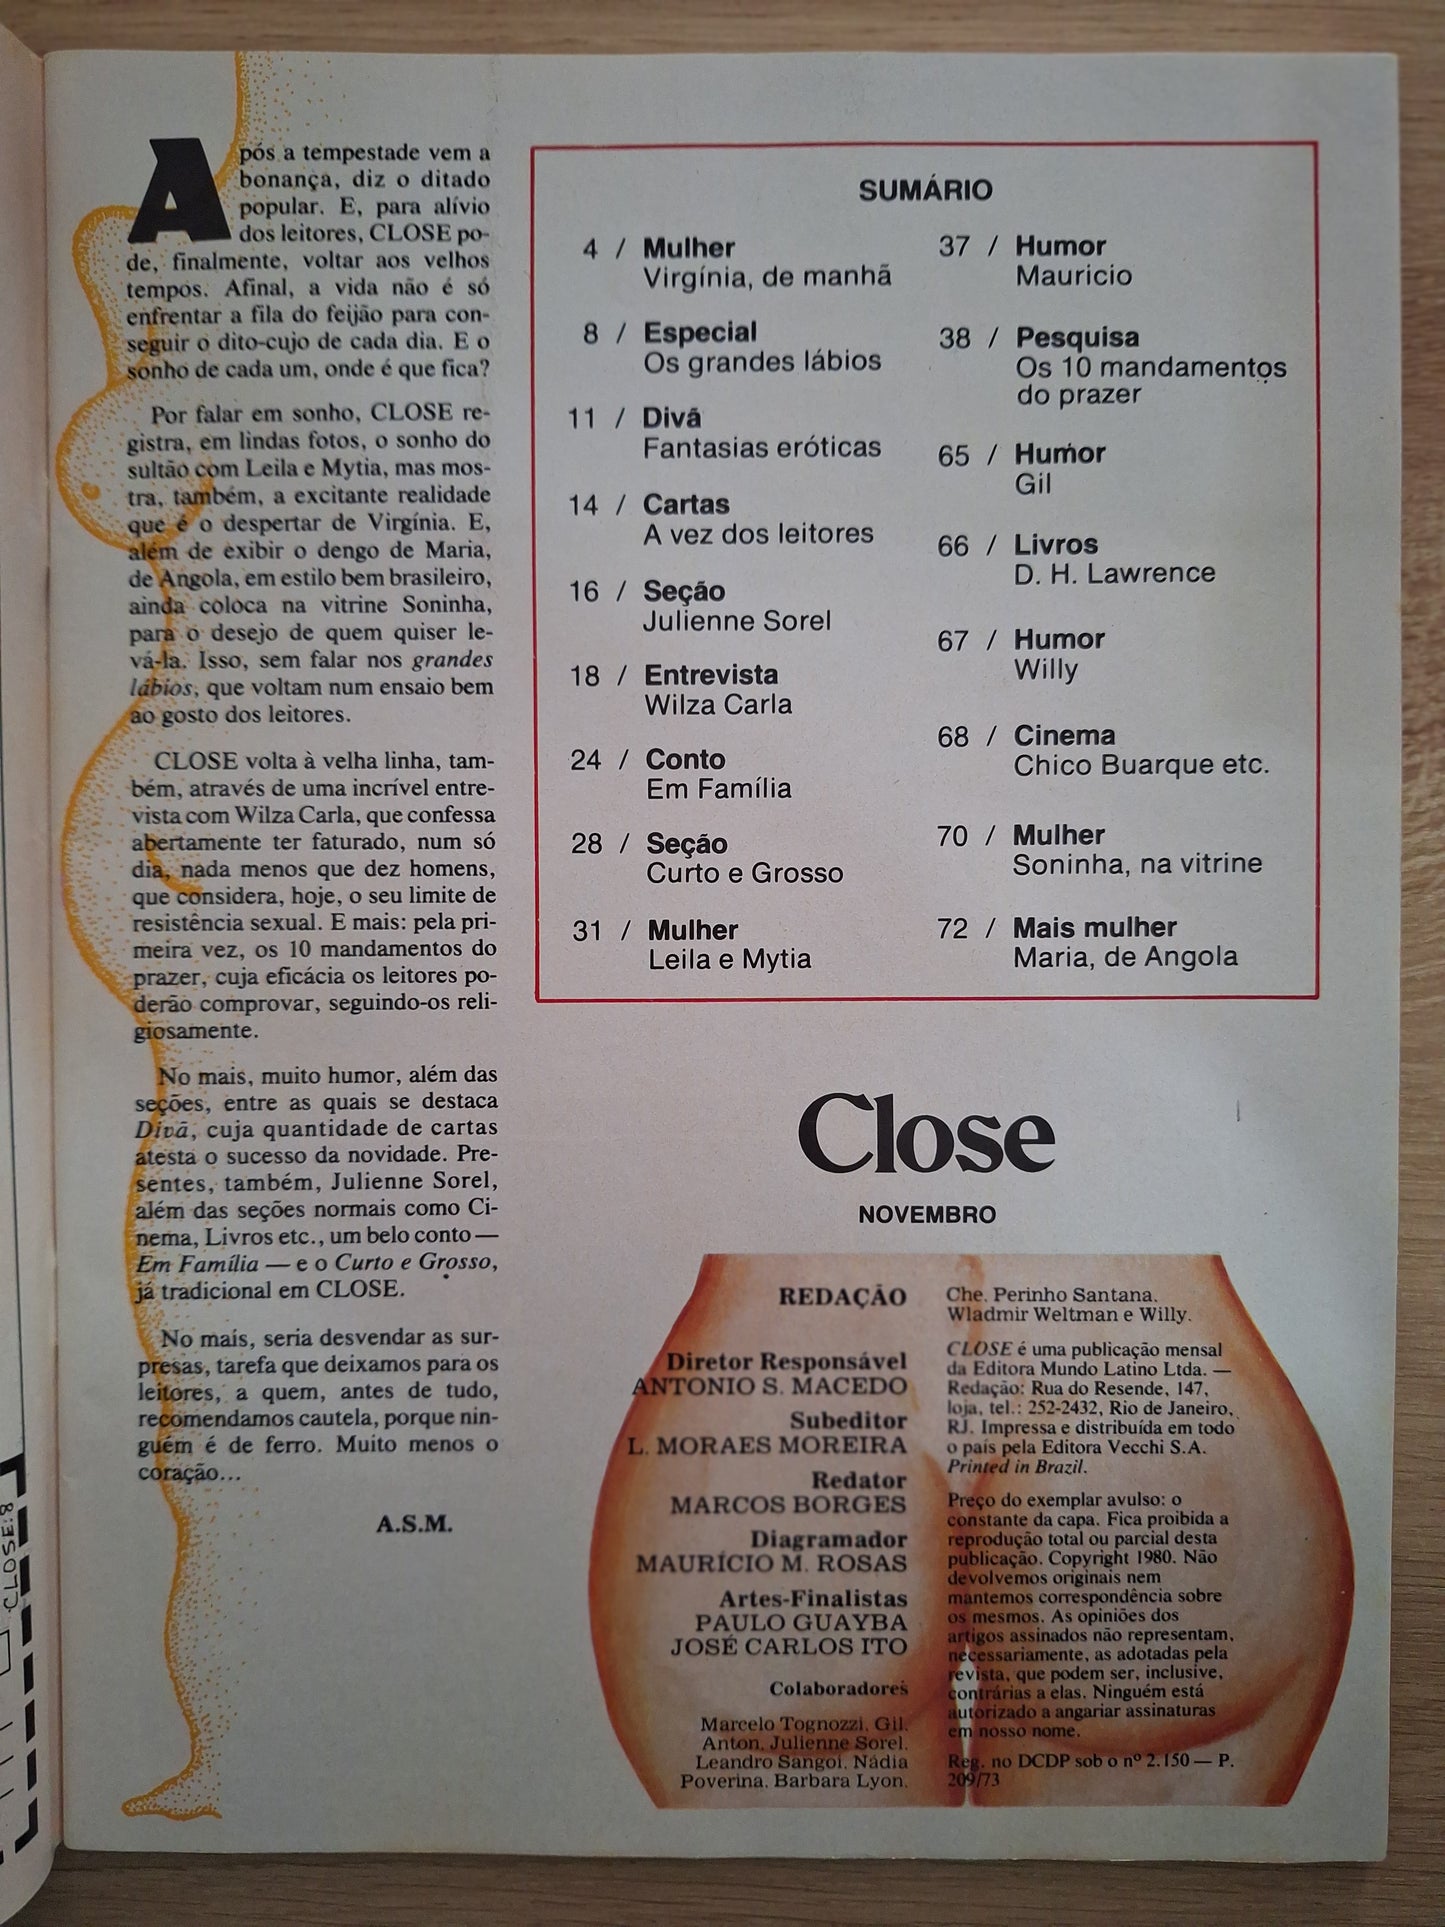 Após a tempestade vem a
bonança, diz o ditado
popular. E, para alívio
dos leitores, CLOSE po-
de, finalmente, voltar aos velhos
tempos. Afinal, a vida não é só
enfrentar a fila do feijão para con-
seguir o dito-cujo de cada dia. E o
sonho de cada um, onde é que fica?
Por falar em sonho, CLOSE re-
gistra, em lindas fotos, o sonho do
sultão com Leila e Mytia, mas mos-
tra, também, a excitante realidade
que é o despertar de Virgínia. E,
além de exibir o dengo de Maria,
de Angola, em estilo bem brasileiro,
ainda coloca na vitrine Soninha,
para o desejo de quem quiser le-
vá-la. Isso, sem falar nos grandes
lábios, que voltam num ensaio bem
ao gosto dos leitores.
CLOSE volta à velha linha, tam-
bém, através de uma incrível entre-
vista com Wilza Carla, que confessa
abertamente ter faturado, num só
dia, nada menos que dez homens,
que considera, hoje, o seu limite de
resistência sexual. E mais: pela pri-
meira vez, os 10 mandamentos do
prazer, cuja eficácia os leitores po-
derão comprovar, seguindo-os reli-
giosamente.
No mais, muito humor, além das
seções, entre as quais se destaca
Divã, cuja quantidade de cartas
atesta o sucesso da novidade. Pre-
sentes, também, Julienne Sorel,
além das seções normais como Ci-
nema, Livros etc., um belo conto —
Em Família — e o Curto e Grosso,
já tradicional em CLOSE.
No mais, seria desvendar as sur-
presas, tarefa que deixamos para os
leitores, a quem, antes de tudo,
recomendamos cautela, porque nin-
guém é de ferro. Muito menos o
coração...
A.S.M.
SUMÁRIO
4 / Mulher
Virgínia, de manhã
8 / Especial
Os grandes lábios
11 / Divã
Fantasias eróticas
14 / Cartas
A vez dos leitores
16 / Seção
Julienne Sorel
18 / Entrevista
Wilza Carla
24 / Conto
Em Família
28 / Seção
Curto e Grosso
31 / Mulher
Leila e Mytia
37 / Humor
Mauricio
38 / Pesquisa
Os 10 mandamentos
do prazer
65 / Humor
Gil
66 / Livros
D. H. Lawrence
67 / Humor
Willy
68 / Cinema
Chico Buarque etc.
70 / Mulher
Soninha, na vitrine
72 / Mais mulher
Maria, de Angola
Close
NOVEMBRO
REDAÇÃO
Diretor Responsável
ANTONIO S. MACEDO
Subeditor
L. MORAES MOREIRA
Redator
MARCOS BORGES
Diagramador
MAURÍCIO M. ROSAS
Artes-Finalistas
PAULO GUAYBA
JOSÉ CARLOS ITO
Colaboradores
Marcelo Tognozzi, Gil,
Anton, Julienne Sorel,
Leandro Sangoi, Nádia
Poverina, Barbara Lyon,
Che, Perinho Santana,
Wladmir Weltman e Willy.
CLOSE é uma publicação mensal
da Editora Mundo Latino Ltda. —
Redação: Rua do Resende, 147,
loja, tel.: 252-2432, Rio de Janeiro,
RJ. Impressa e distribuída em todo
o país pela Editora Vecchi S.A.
Printed in Brazil.
Preço do exemplar avulso: o
constante da capa. Fica proibida a
reprodução total ou parcial desta
publicação. Copyright 1980. Não
devolvemos originais nem
mantemos correspondência sobre
os mesmos. As opiniões dos
artigos assinados não representam,
necessariamente, as adotadas pela
revista, que podem ser, inclusive,
contrárias a elas. Ninguém está
autorizado a angariar assinaturas
em nosso nome.
Reg. no DCDP sob o nº 2.150 — P.
209/73
CLOSE:8